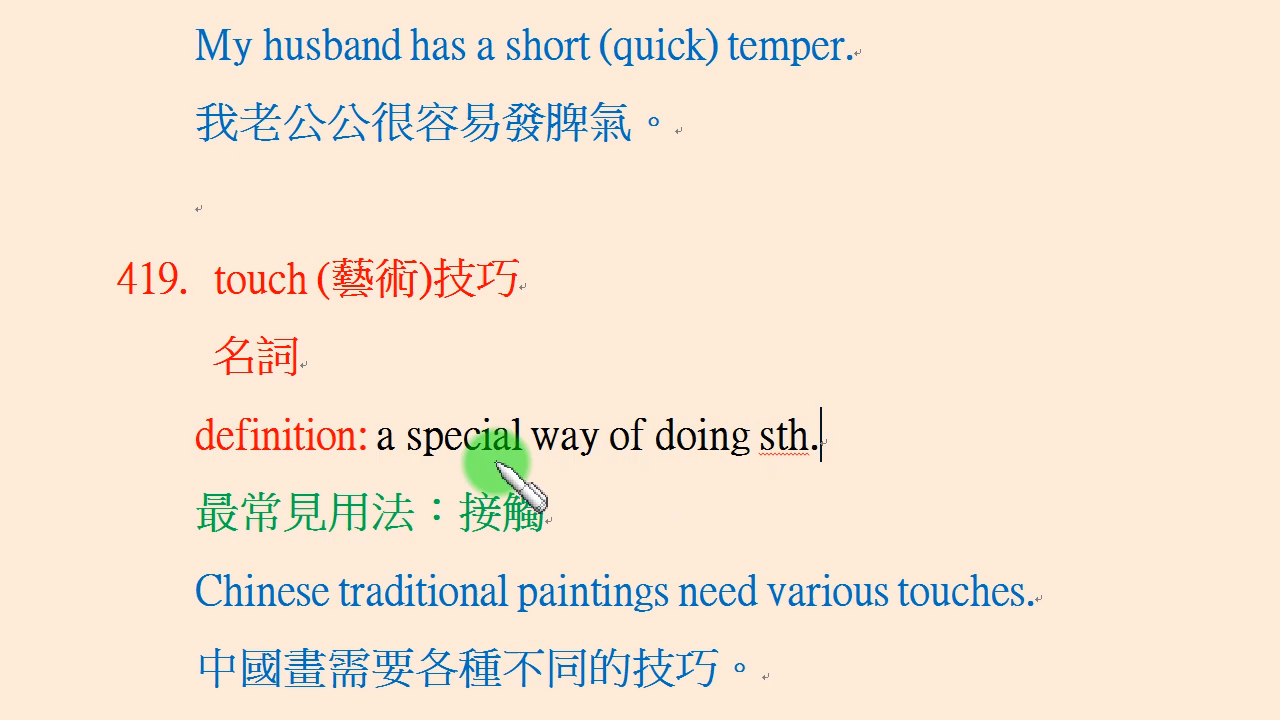 My husband has a short (quick) temper.
我老公公很容易發脾氣。
419. touch (藝術)技巧
名詞
definition: a special way of doing sth.
最常見用法：接觸
Chinese traditional paintings need various touches.
中國畫需要各種不同的技巧。